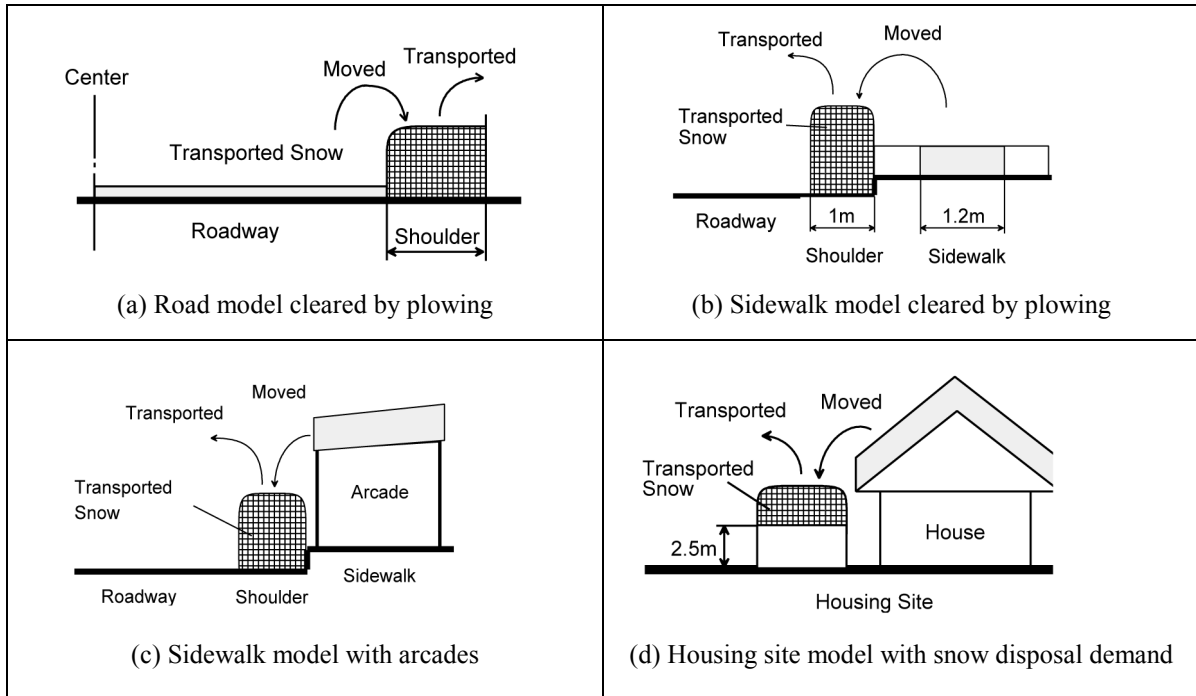 Center
Moved
Transported
Transported Snow
Roadway
Shoulder
(a) Road model cleared by plowing
Transported
Moved
Transported
Snow
1m
1.2m
Roadway
Shoulder
Sidewalk
(b) Sidewalk model cleared by plowing
Moved
Transported
Transported
Snow
Arcade
Roadway
Shoulder
Sidewalk
(c) Sidewalk model with arcades
Transported
Moved
Transported
Snow
2.5m
House
Housing Site
(d) Housing site model with snow disposal demand